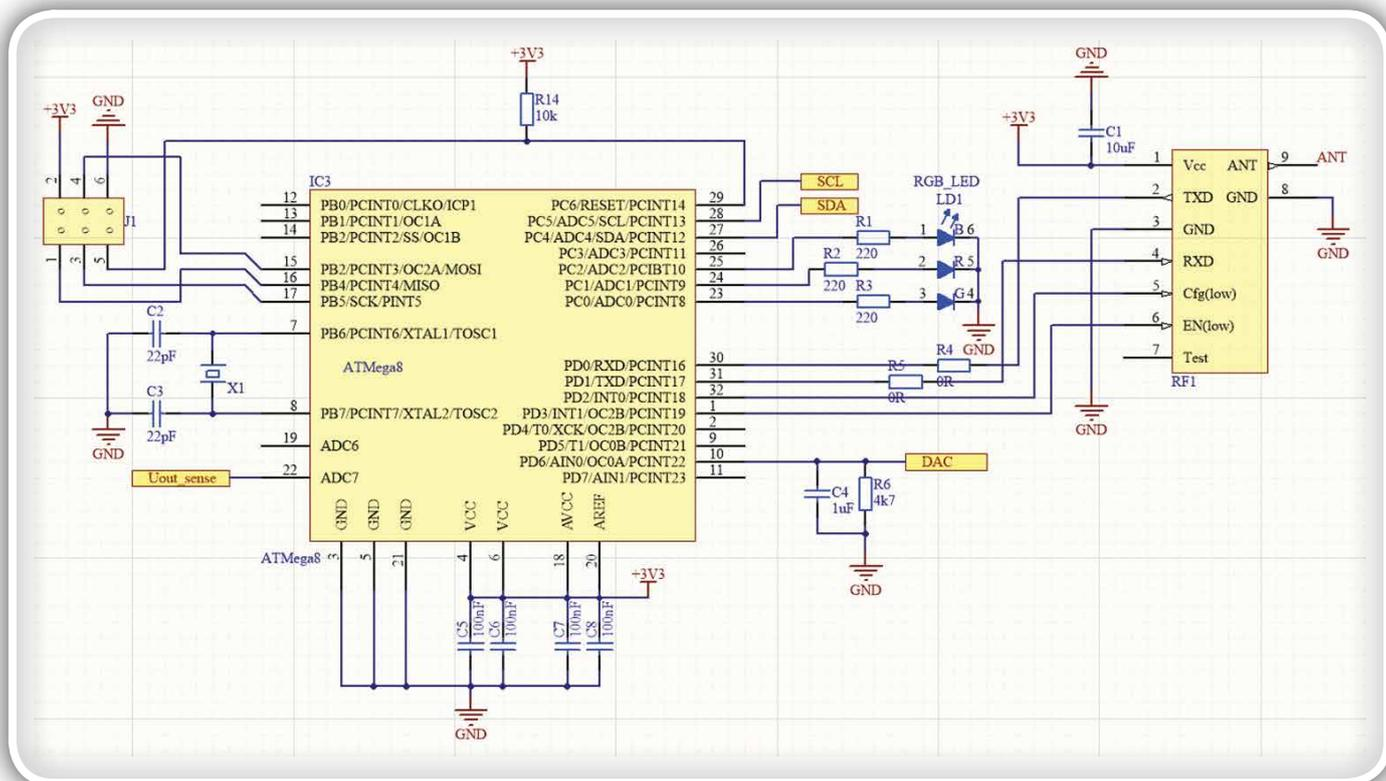 +3V3
GND
+3V3
R14
10k
GND
C1
10uF
+3V3
2
4
6
J1
1
3
5
IC3
12
PB0/PCINT0/CLKO/ICP1
13
PB1/PCINT1/OC1A
14
PB2/PCINT2/SS/OC1B
15
PB2/PCINT3/OC2A/MOSI
16
PB4/PCINT4/MISO
17
PB5/SCK/PINT5
7
PB6/PCINT6/XTAL1/TOSC1
8
PB7/PCINT7/XTAL2/TOSC2
19
ADC6
22
ADC7
Uout_sense
C2
22pF
X1
C3
22pF
GND
ATMega8
PC6/RESET/PCINT14
29
PC5/ADC5/SCL/PCINT13
28
PC4/ADC4/SDA/PCINT12
27
PC3/ADC3/PCINT11
26
PC2/ADC2/PCIBT10
25
PC1/ADC1/PCINT9
24
PC0/ADC0/PCINT8
23
PD0/RXD/PCINT16
30
PD1/TXD/PCINT17
31
PD2/INT0/PCINT18
32
PD3/INT1/OC2B/PCINT19
1
PD4/T0/XCK/OC2B/PCINT20
2
PD5/T1/OC0B/PCINT21
9
PD6/AIN0/OC0A/PCINT22
10
PD7/AIN1/PCINT23
11
GND
GND
GND
VCC
VCC
AVCC
AREF
ATMega8
3
5
21
4
6
18
20
+3V3
C5
100nF
C6
100nF
C7
100nF
C8
100nF
GND
SCL
SDA
RGB_LED
LD1
R1
220
1
B 6
R2
220
2
R 5
R3
220
3
G 4
GND
R4
0R
R5
0R
DAC
C4
1uF
R6
4k7
GND
1
Vcc
2
TXD
3
GND
4
RXD
5
Cfg(low)
6
EN(low)
7
Test
ANT
9
ANT
GND
8
GND
RF1
GND